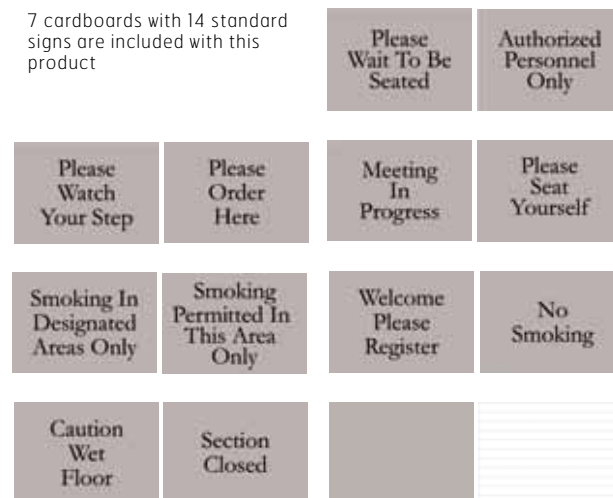 7 cardboards with 14 standard
signs are included with this
product
Please
Wait To Be
Seated
Authorized
Personnel
Only
Please
Watch
Your Step
Please
Order
Here
Meeting
In
Progress
Please
Seat
Yourself
Smoking In
Designated
Areas Only
Smoking
Permitted In
This Area
Only
Welcome
Please
Register
No
Smoking
Caution
Wet
Floor
Section
Closed